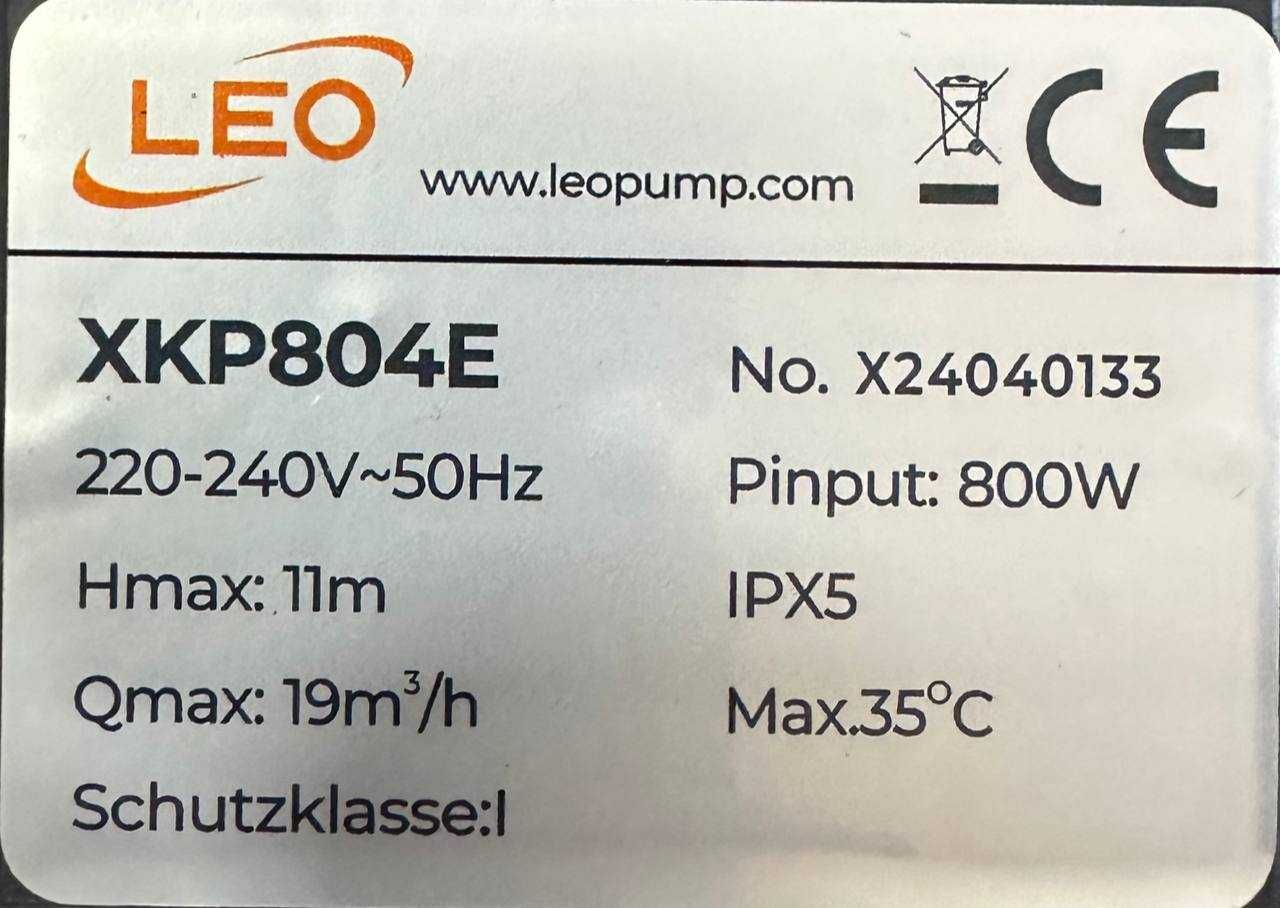 LEO
www.leopump.com
CE
XKP804E
No. X24040133
220-240V~50Hz
Pinput: 800W
Hmax: 11m
IPX5
Qmax: 19m³/h
Max.35°C
Schutzklasse:I